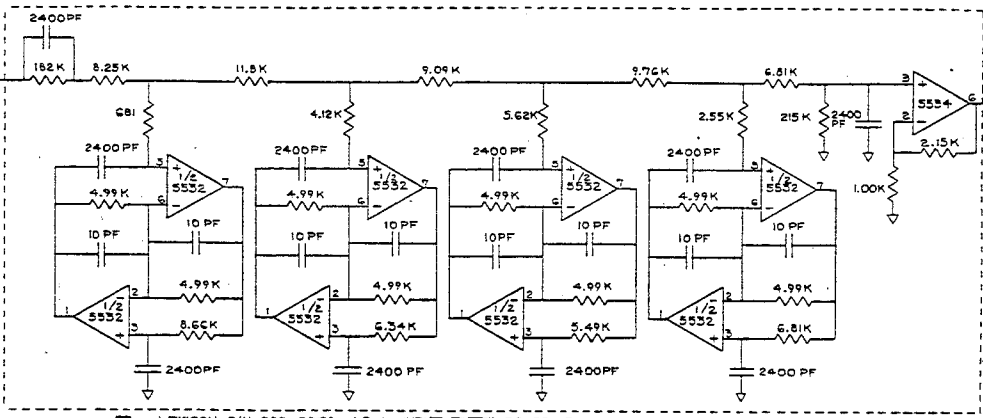 2400PF
182K 8.25K 11.8K 9.09K 9.76K 6.81K
681 4.12K 5.62K 2.55K 215K 2400 PF
3 + 5534 6
2 -
2.15K
1.00K
2400PF 2400PF 2400PF 2400PF
5 + 1/2 5532 7 5 + 1/2 5532 7 5 + 1/2 5532 7 5 + 1/2 5532 7
4.99K 6 - 4.99K 6 - 4.99K 6 - 4.99K 6 -
10 PF 10 PF 10 PF 10 PF 10PF 10 PF 10 PF 10 PF
4.99K 4.99K 4.99K 4.99K
1 1/2 5532 - 2 1 1/2 5532 - 2 1 1/2 5532 - 2 1 1/2 5532 - 2
+ 3 8.66K + 3 6.34K + 3 5.49K + 3 6.81K
2400PF 2400 PF 2400PF 2400 PF